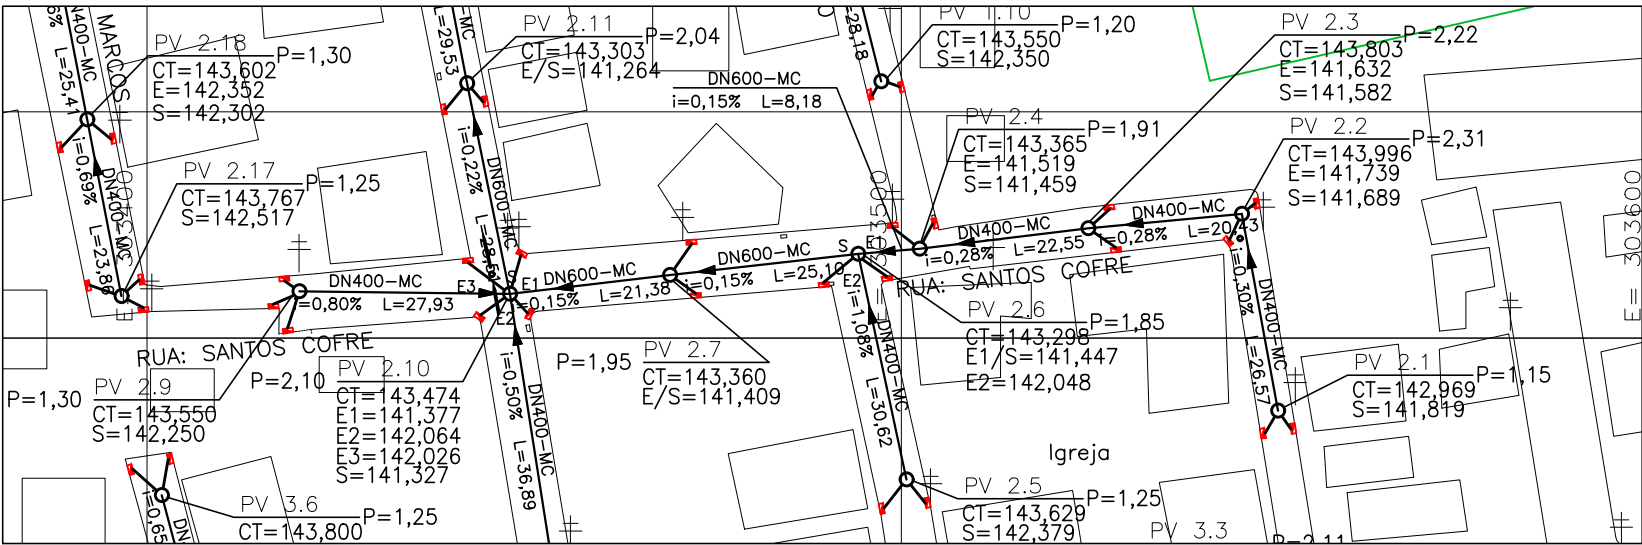 PV 2.18
P=1,30
CT=143,602
E=142,352
S=142,302
MARCOS
DN400-MC
L=25,41
i=0,69%
DN400-MC
L=23,86
PV 2.17
P=1,25
CT=143,767
S=142,517
L=29,53
PV 2.11
P=2,04
CT=143,303
E/S=141,264
i=0,22%
DN600-MC
DN600-MC
i=0,15% L=8,18
L=28,18
PV 1.10
P=1,20
CT=143,550
S=142,350
PV 2.3
P=2,22
CT=143,803
E=141,632
S=141,582
PV 2.4
P=1,91
CT=143,365
E=141,519
S=141,459
PV 2.2
P=2,31
CT=143,996
E=141,739
S=141,689
DN400-MC
i=0,28% L=20,43
DN400-MC
i=0,28% L=22,55
DN600-MC
i=0,15% L=25,10
DN600-MC
i=0,15% L=21,38
DN400-MC
i=0,80% L=27,93
E3
S
E1
E2
S
E1
E2
RUA: SANTOS COFRE
RUA: SANTOS COFRE
E= 303600
i=0,30%
DN400-MC
L=26,57
i=1,08%
DN400-MC
L=30,62
i=0,50%
DN400-MC
L=36,89
PV 2.6
P=1,85
CT=143,298
E1/S=141,447
E2=142,048
PV 2.7
P=1,95
CT=143,360
E/S=141,409
PV 2.10
P=2,10
CT=143,474
E1=141,377
E2=142,064
E3=142,026
S=141,327
PV 2.9
P=1,30
CT=143,550
S=142,250
PV 2.1
P=1,15
CT=142,969
S=141,819
Igreja
PV 2.5
P=1,25
CT=143,629
S=142,379
PV 3.6
P=1,25
CT=143,800
i=0,65
PV 3.3
P=2,11